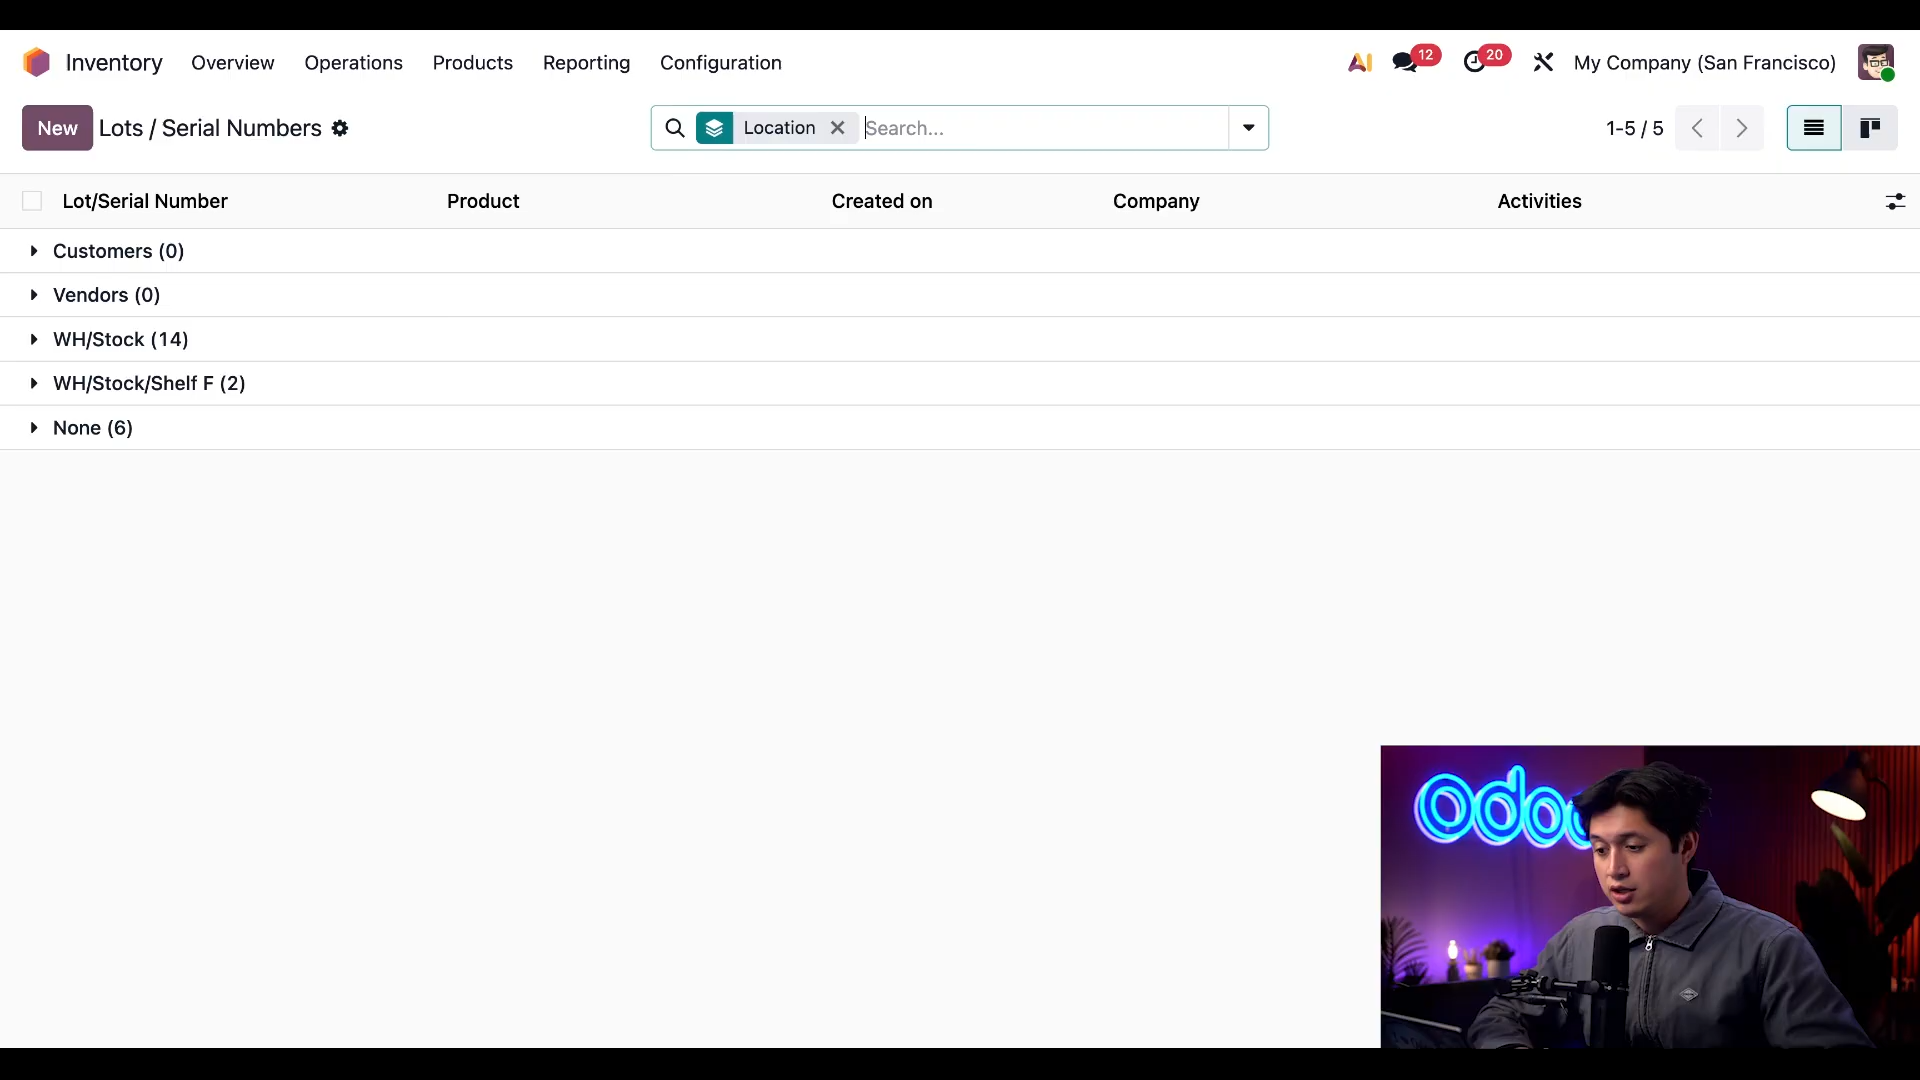 Inventory Overview Operations Products Reporting Configuration AI 12 20 My Company (San Francisco)
New Lots / Serial Numbers Location Search... 1-5 / 5
Lot/Serial Number Product Created on Company Activities
Customers (0)
Vendors (0)
WH/Stock (14)
WH/Stock/Shelf F (2)
None (6)
odoo